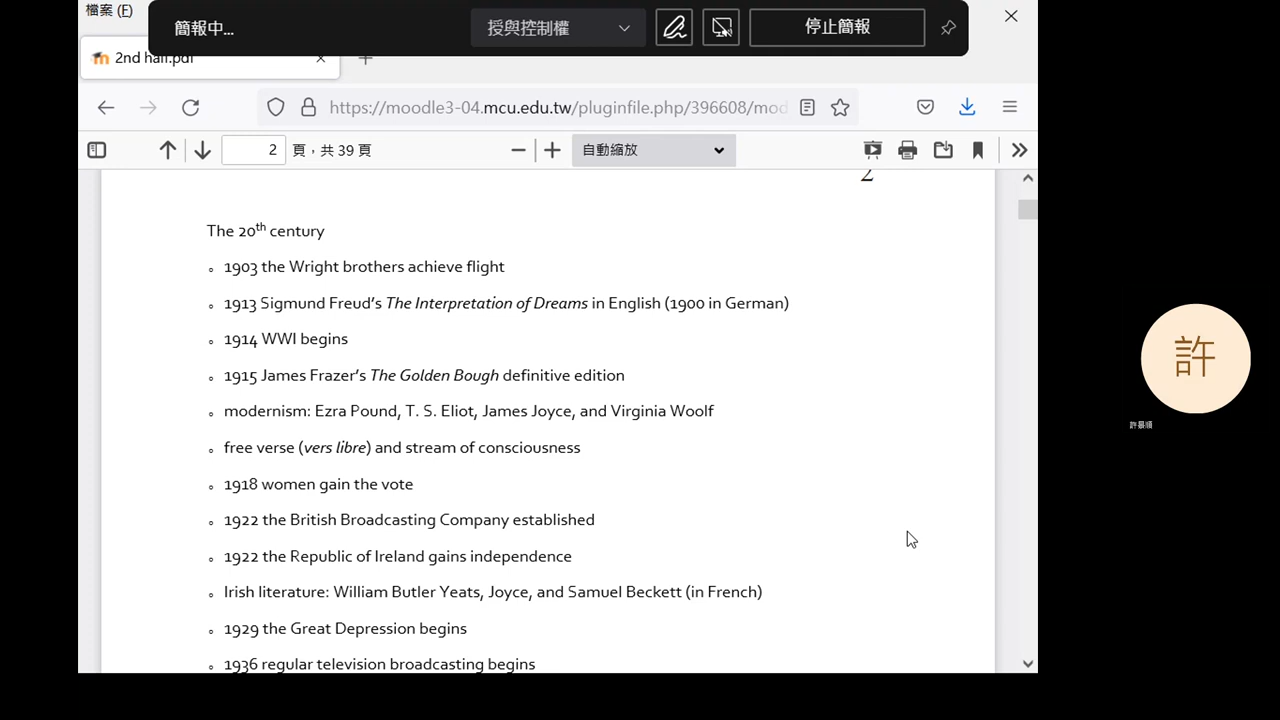 檔案 (F)
簡報中...
授與控制權
停止簡報
2nd half.pdf
https://moodle3-04.mcu.edu.tw/pluginfile.php/396608/mod
2 頁，共 39 頁
自動縮放
2
The 20th century
1903 the Wright brothers achieve flight
1913 Sigmund Freud's The Interpretation of Dreams in English (1900 in German)
1914 WWI begins
1915 James Frazer's The Golden Bough definitive edition
modernism: Ezra Pound, T. S. Eliot, James Joyce, and Virginia Woolf
free verse (vers libre) and stream of consciousness
1918 women gain the vote
1922 the British Broadcasting Company established
1922 the Republic of Ireland gains independence
Irish literature: William Butler Yeats, Joyce, and Samuel Beckett (in French)
1929 the Great Depression begins
1936 regular television broadcasting begins
許
許景順